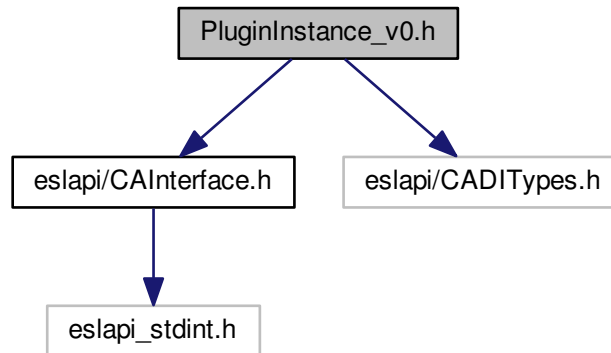 PluginInstance_v0.h
eslapi/CAInterface.h
eslapi/CADITypes.h
eslapi_stdint.h